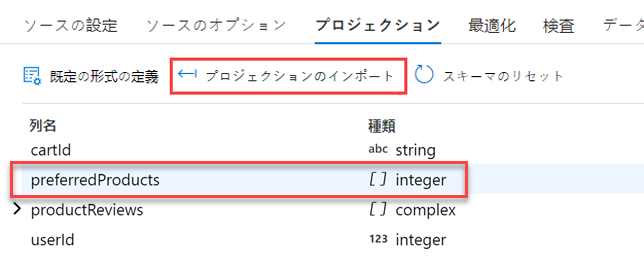 ソースの設定 ソースのオプション プロジェクション 最適化 検査 データ
既定の形式の定義 プロジェクションのインポート スキーマのリセット
列名 種類
cartId abc string
preferredProducts [] integer
productReviews [] complex
userId 123 integer